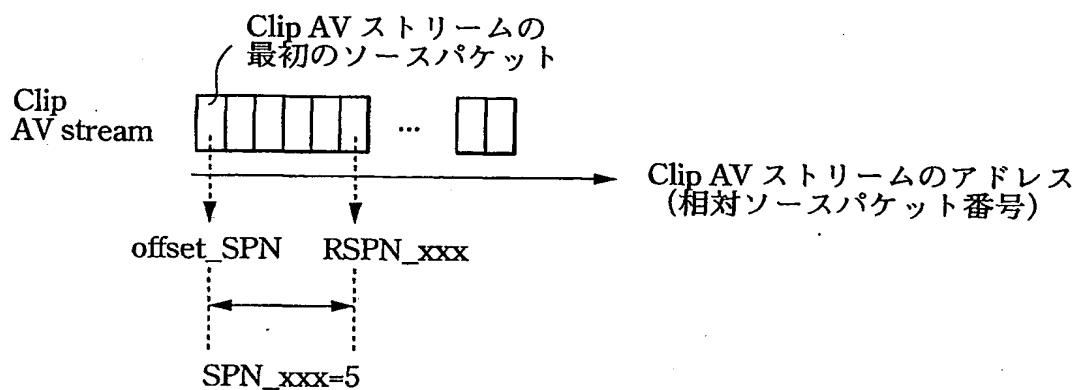 Clip AV ストリームの
最初のソースパケット
Clip
AV stream
...
Clip AV ストリームのアドレス
(相対ソースパケット番号)
offset_SPN RSPN_xxx
SPN_xxx=5